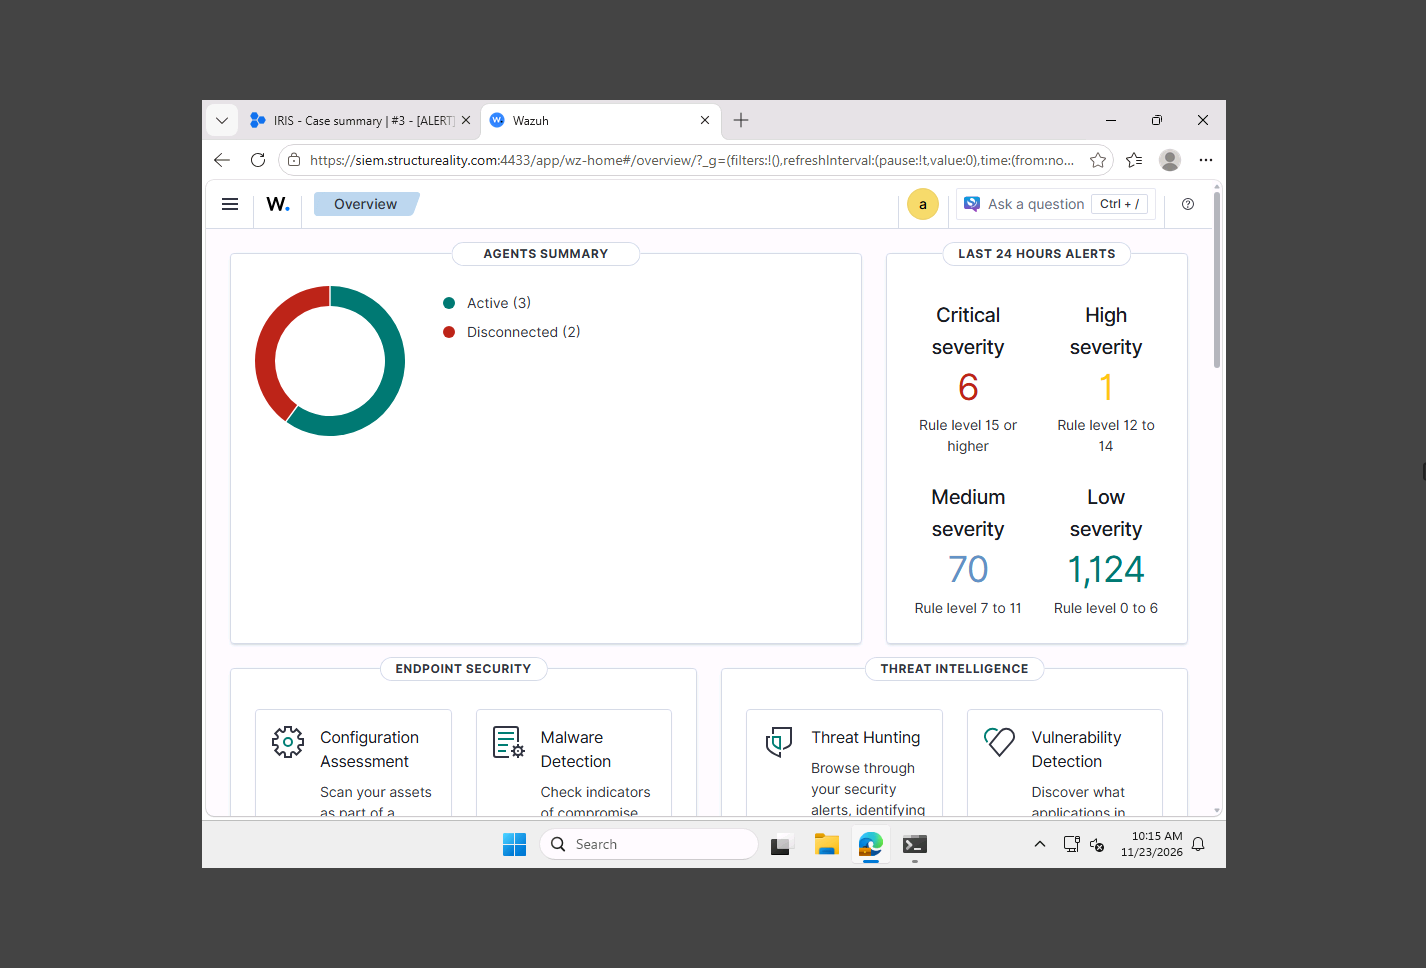 IRIS - Case summary | #3 - [ALERT]
Wazuh
https://siem.structureality.com:4433/app/wz-home#/overview/?_g=(filters:!(),refreshInterval:(pause:!t,value:0),time:(from:no...
W.
Overview
a
Ask a question
Ctrl + /
AGENTS SUMMARY
Active (3)
Disconnected (2)
LAST 24 HOURS ALERTS
Critical
severity
6
Rule level 15 or
higher
High
severity
1
Rule level 12 to
14
Medium
severity
70
Rule level 7 to 11
Low
severity
1,124
Rule level 0 to 6
ENDPOINT SECURITY
Configuration
Assessment
Scan your assets
as part of a
Malware
Detection
Check indicators
of compromise
THREAT INTELLIGENCE
Threat Hunting
Browse through
your security
alerts, identifying
Vulnerability
Detection
Discover what
applications in
Search
10:15 AM
11/23/2026